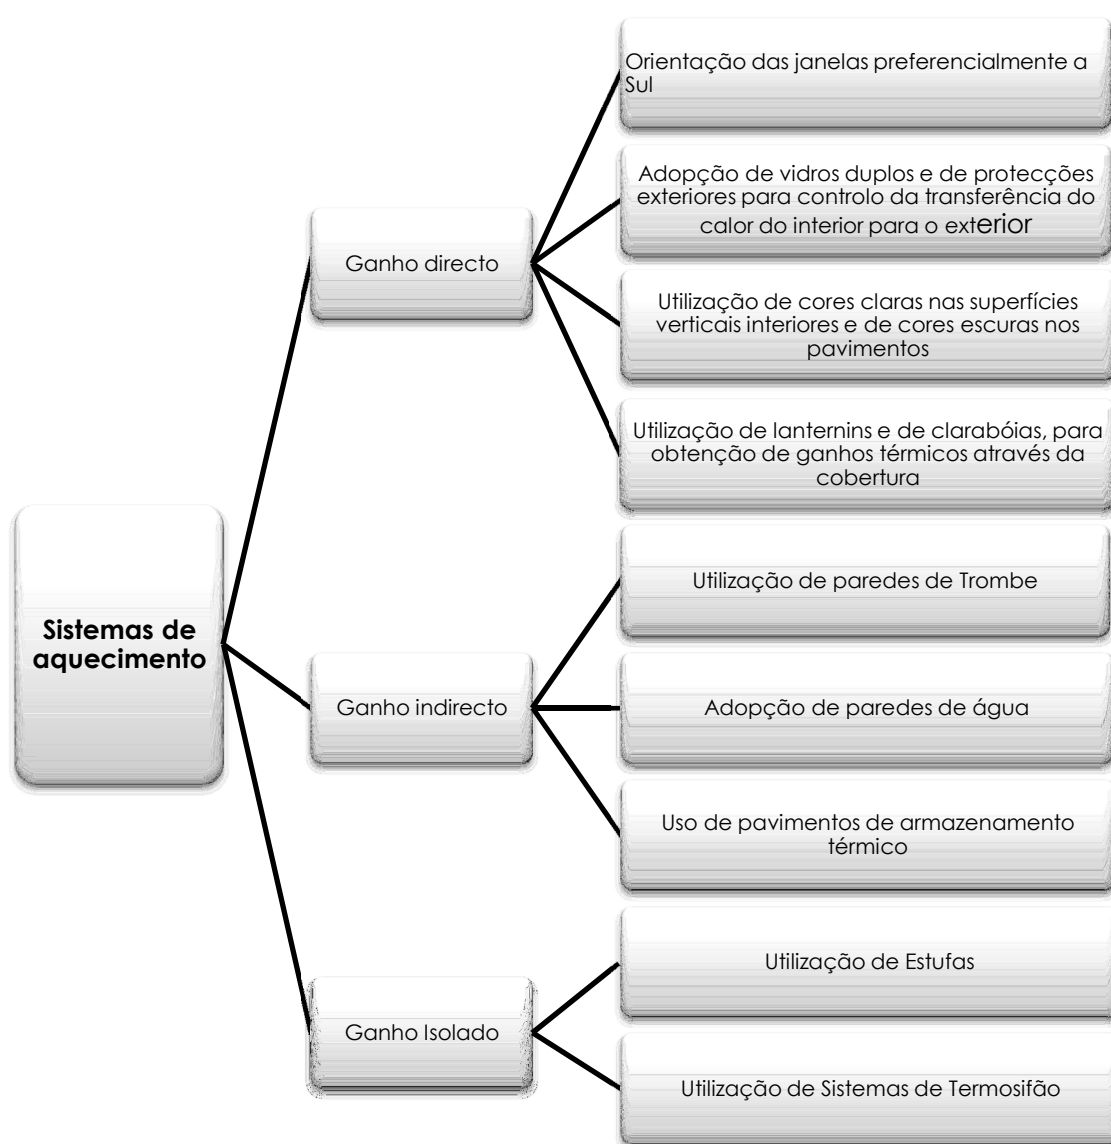 Orientação das janelas preferencialmente a
Sul
Adopção de vidros duplos e de protecções
exteriores para controlo da transferência do
calor do interior para o exterior
Ganho directo
Utilização de cores claras nas superfícies
verticais interiores e de cores escuras nos
pavimentos
Utilização de lanternins e de clarabóias, para
obtenção de ganhos térmicos através da
cobertura
Sistemas de
aquecimento
Utilização de paredes de Trombe
Ganho indirecto
Adopção de paredes de água
Uso de pavimentos de armazenamento
térmico
Utilização de Estufas
Ganho Isolado
Utilização de Sistemas de Termosifão